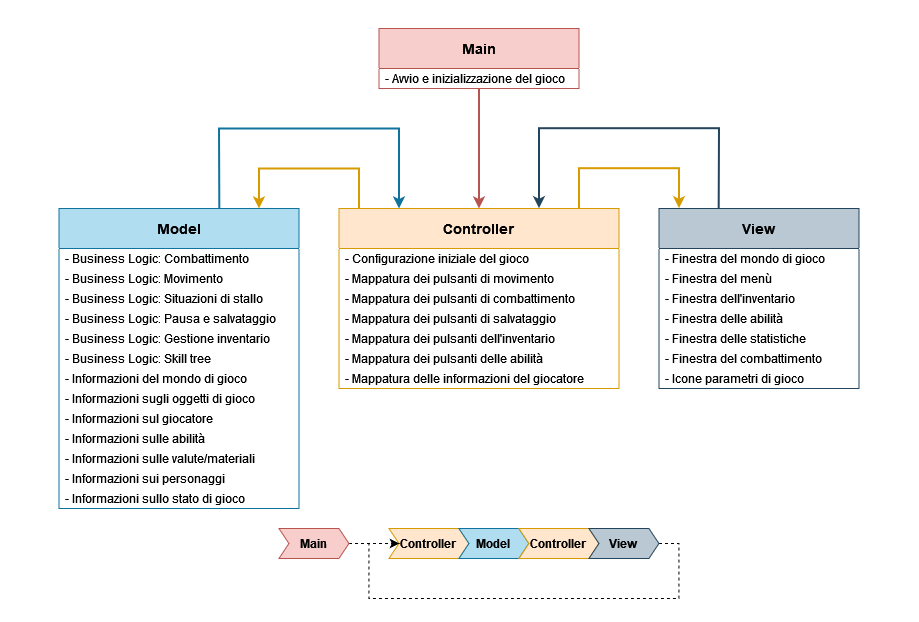 Main
- Avvio e inizializzazione del gioco
Model
- Business Logic: Combattimento
- Business Logic: Movimento
- Business Logic: Situazioni di stallo
- Business Logic: Pausa e salvataggio
- Business Logic: Gestione inventario
- Business Logic: Skill tree
- Informazioni del mondo di gioco
- Informazioni sugli oggetti di gioco
- Informazioni sul giocatore
- Informazioni sulle abilità
- Informazioni sulle valute/materiali
- Informazioni sui personaggi
- Informazioni sullo stato di gioco
Controller
- Configurazione iniziale del gioco
- Mappatura dei pulsanti di movimento
- Mappatura dei pulsanti di combattimento
- Mappatura dei pulsanti di salvataggio
- Mappatura dei pulsanti dell'inventario
- Mappatura dei pulsanti delle abilità
- Mappatura delle informazioni del giocatore
View
- Finestra del mondo di gioco
- Finestra del menù
- Finestra dell'inventario
- Finestra delle abilità
- Finestra delle statistiche
- Finestra del combattimento
- Icone parametri di gioco
Main
Controller
Model
Controller
View